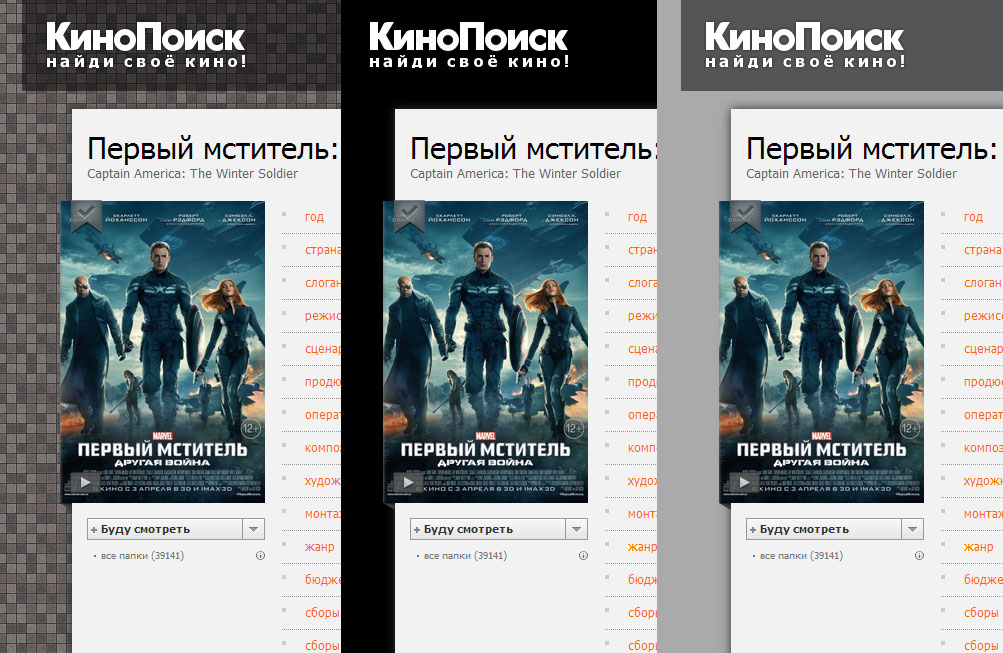 КиноПоиск
найди своё кино!
Первый мститель:
Captain America: The Winter Soldier
СКАРЛЕТТ ЙОХАНССОН
РОБЕРТ РЭДФОРД
СЭМЮЭЛ Л. ДЖЕКСОН
12+
MARVEL
ПЕРВЫЙ МСТИТЕЛЬ
ДРУГАЯ ВОЙНА
КИНО С 3 АПРЕЛЯ В 3D И IMAX 3D
+ Буду смотреть
• все папки (39141)
год
страна
слоган
режис
сценар
продю
операт
композ
худож
монтаж
жанр
бюдже
сборы
сборы
КиноПоиск
найди своё кино!
Первый мститель:
Captain America: The Winter Soldier
СКАРЛЕТТ ЙОХАНССОН
РОБЕРТ РЭДФОРД
СЭМЮЭЛ Л. ДЖЕКСОН
12+
MARVEL
ПЕРВЫЙ МСТИТЕЛЬ
ДРУГАЯ ВОЙНА
КИНО С 3 АПРЕЛЯ В 3D И IMAX 3D
+ Буду смотреть
• все папки (39141)
год
стран
слога
режи
сцена
проди
опера
компо
худо
монта
жанр
бюдж
сборы
сборы
КиноПоиск
найди своё кино!
Первый мститель:
Captain America: The Winter Soldier
СКАРЛЕТТ ЙОХАНССОН
РОБЕРТ РЭДФОРД
СЭМЮЭЛ Л. ДЖЕКСОН
12+
MARVEL
ПЕРВЫЙ МСТИТЕЛЬ
ДРУГАЯ ВОЙНА
КИНО С 3 АПРЕЛЯ В 3D И IMAX 3D
+ Буду смотреть
• все папки (39141)
год
страна
слоган
режисс
сценар
продюс
операт
композ
художн
монтаж
жанр
бюдже
сборы
сборы